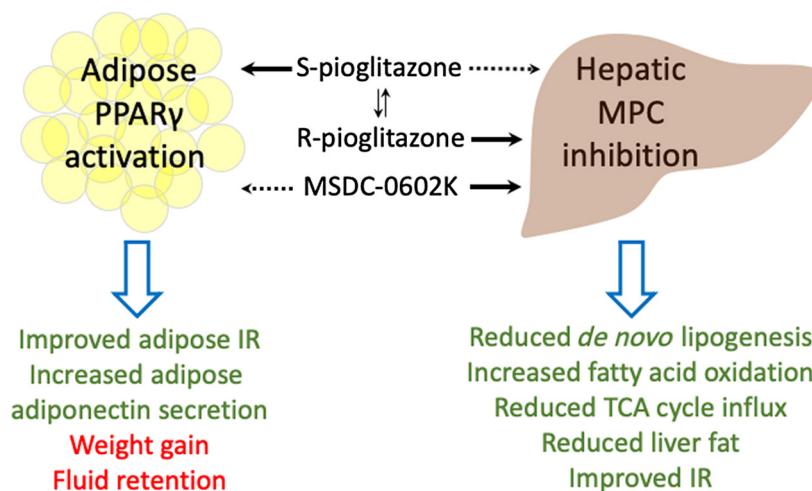 Adipose
PPARγ
activation
S-pioglitazone
R-pioglitazone
MSDC-0602K
Hepatic
MPC
inhibition
Improved adipose IR
Increased adipose
adiponectin secretion
Weight gain
Fluid retention
Reduced de novo lipogenesis
Increased fatty acid oxidation
Reduced TCA cycle influx
Reduced liver fat
Improved IR